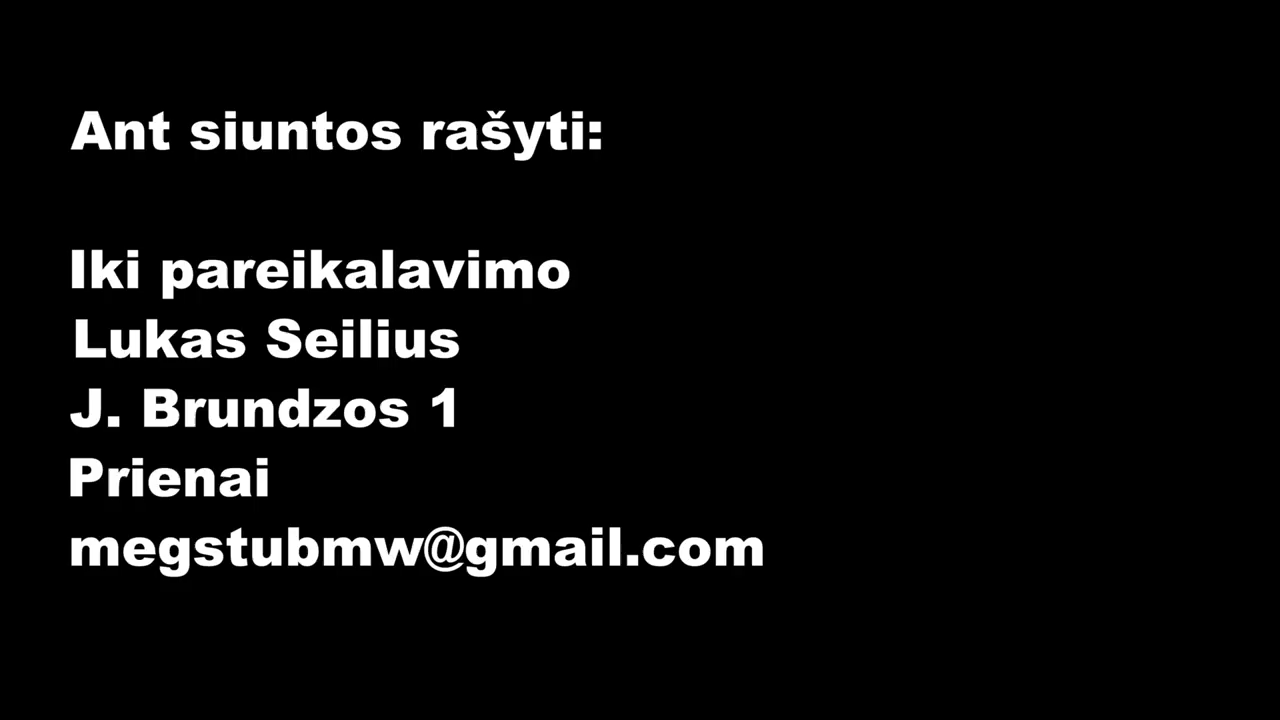 Ant siuntos rašyti:
Iki pareikalavimo
Lukas Seilius
J. Brundzos 1
Prienai
megstubmw@gmail.com